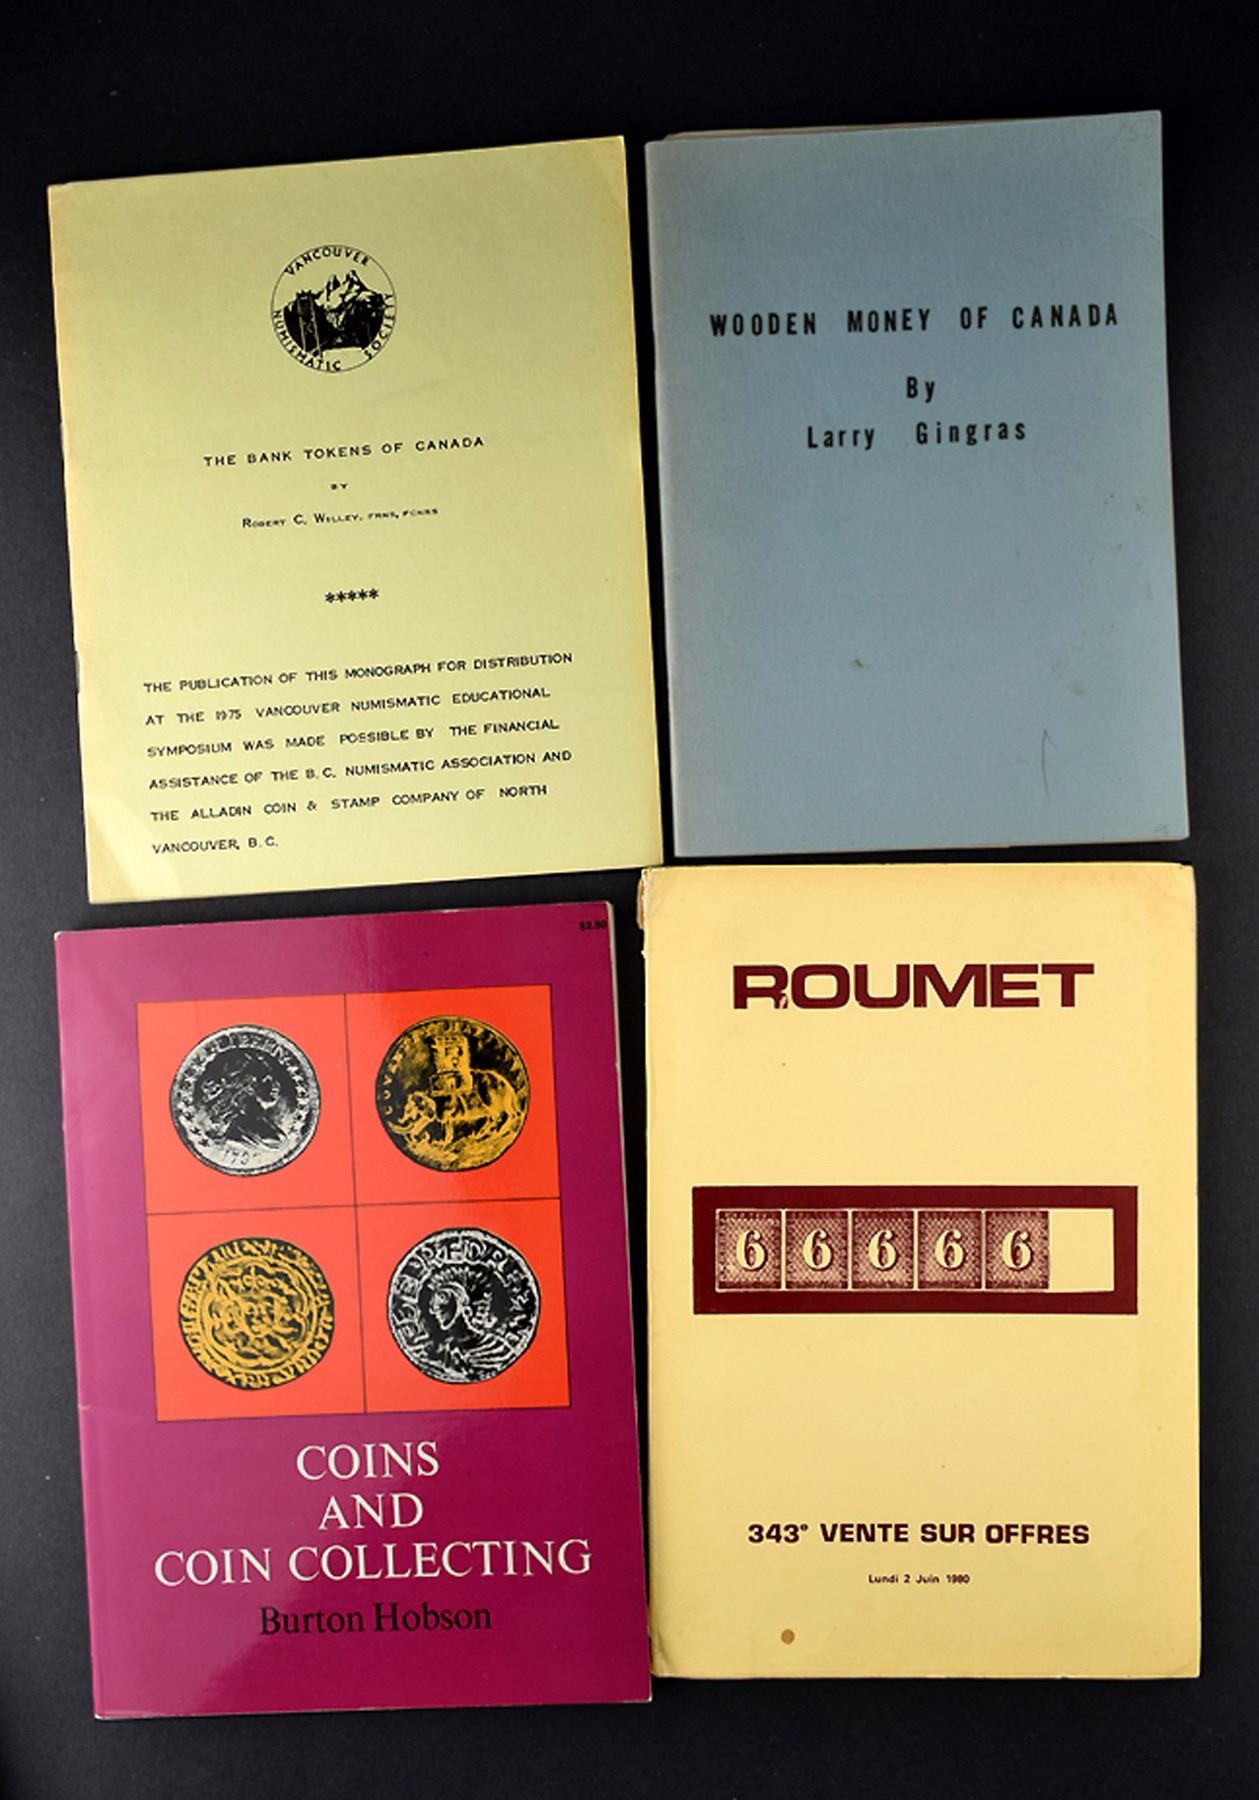 VANCOUVER
NUMISMATIC SOCIETY
THE BANK TOKENS OF CANADA
BY
ROBERT C. WILLEY, FRNS, FCNRS
*****
THE PUBLICATION OF THIS MONOGRAPH FOR DISTRIBUTION
AT THE 1975 VANCOUVER NUMISMATIC EDUCATIONAL
SYMPOSIUM WAS MADE POSSIBLE BY THE FINANCIAL
ASSISTANCE OF THE B.C. NUMISMATIC ASSOCIATION AND
THE ALLADIN COIN & STAMP COMPANY OF NORTH
VANCOUVER, B.C.
WOODEN MONEY OF CANADA
By
Larry Gingras
$2.50
1797
COINS
AND
COIN COLLECTING
Burton Hobson
ROUMET
6 6 6 6 6
343e VENTE SUR OFFRES
Lundi 2 Juin 1980